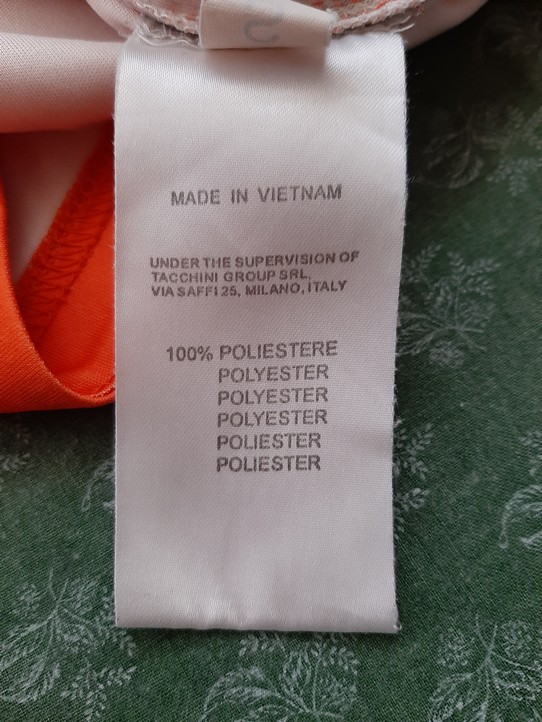 S
MADE IN VIETNAM
UNDER THE SUPERVISION OF
TACCHINI GROUP SRL,
VIA SAFFI 25, MILANO, ITALY
100% POLIESTERE
POLYESTER
POLYESTER
POLYESTER
POLIESTER
POLIESTER